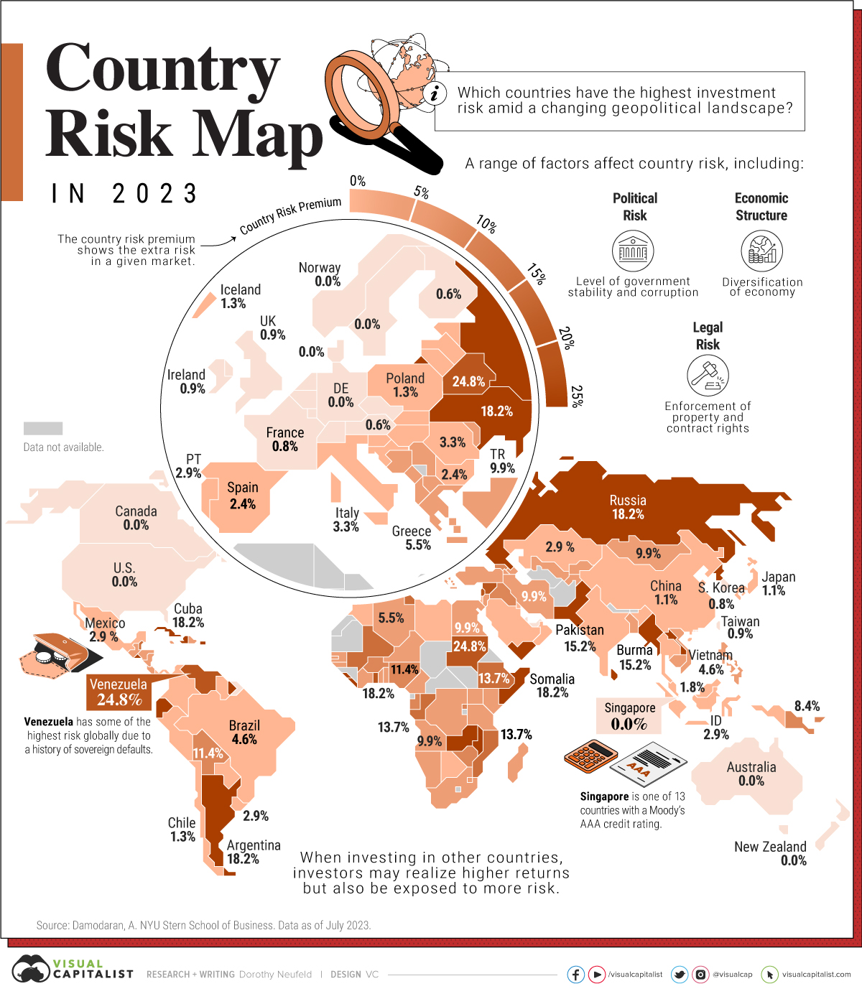 Country
Risk Map
IN 2023
i
Which countries have the highest investment
risk amid a changing geopolitical landscape?
A range of factors affect country risk, including:
Political
Risk
Level of government
stability and corruption
Economic
Structure
Diversification
of economy
Legal
Risk
Enforcement of
property and
contract rights
The country risk premium
shows the extra risk
in a given market.
Country Risk Premium
0%
5%
10%
15%
20%
25%
Norway
0.0%
0.6%
Iceland
1.3%
UK
0.9%
0.0%
0.0%
Ireland
0.9%
DE
0.0%
Poland
1.3%
24.8%
18.2%
0.6%
France
0.8%
3.3%
TR
9.9%
2.4%
PT
2.9%
Spain
2.4%
Italy
3.3%
Greece
5.5%
Data not available.
Canada
0.0%
U.S.
0.0%
Mexico
2.9 %
Cuba
18.2%
Venezuela
24.8%
Venezuela has some of the
highest risk globally due to
a history of sovereign defaults.
Brazil
4.6%
11.4%
2.9%
Chile
1.3%
Argentina
18.2%
Russia
18.2%
2.9 %
9.9%
China
1.1%
S. Korea
0.8%
Japan
1.1%
Taiwan
0.9%
9.9%
Pakistan
15.2%
Burma
15.2%
Vietnam
4.6%
1.8%
Singapore
0.0%
ID
2.9%
8.4%
5.5%
9.9%
24.8%
11.4%
13.7%
Somalia
18.2%
18.2%
13.7%
9.9%
13.7%
AAA
Singapore is one of 13
countries with a Moody's
AAA credit rating.
Australia
0.0%
New Zealand
0.0%
When investing in other countries,
investors may realize higher returns
but also be exposed to more risk.
Source: Damodaran, A. NYU Stern School of Business. Data as of July 2023.
VISUAL
CAPITALIST
RESEARCH + WRITING Dorothy Neufeld | DESIGN VC
/visualcapitalist
@visualcap
visualcapitalist.com